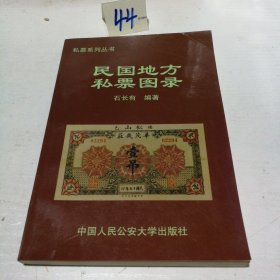 44
私票系列丛书
民国地方
私票图录
石长有 编著
壹吊
中国人民公安大学出版社